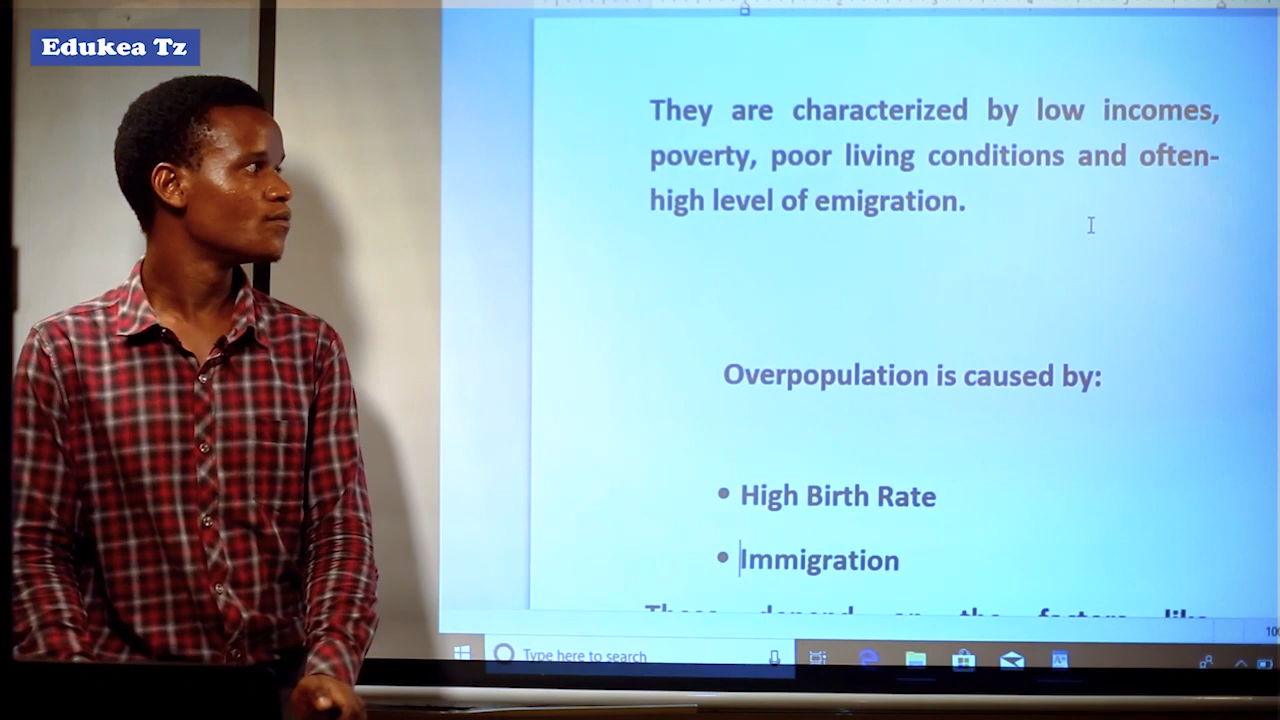 Edukea Tz
They are characterized by low incomes,
poverty, poor living conditions and often-
high level of emigration.
Overpopulation is caused by:
• High Birth Rate
• Immigration
Type here to search